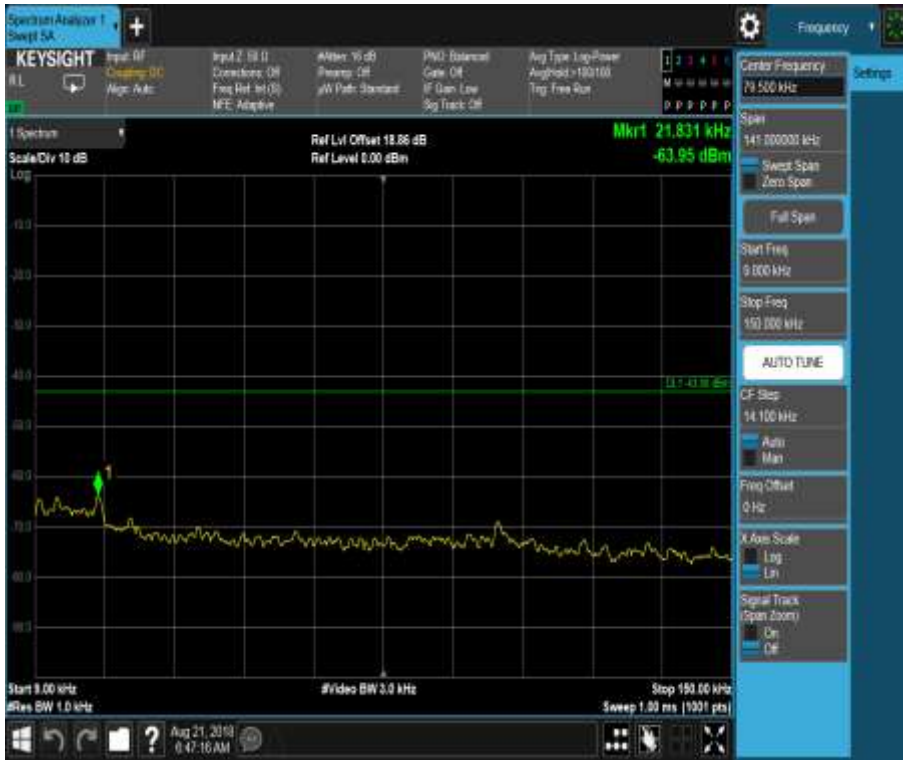 Spectrum Analyzer 1
Swept SA
Frequency
KEYSIGHT
Input: RF
Coupling: DC
Align: Auto
Input Z: 50 Ω
Corrections: Off
Freq Ref: Int (S)
NFE: Adaptive
#Atten: 16 dB
Preamp: Off
µW Path: Standard
PNO: Balanced
Gate: Off
IF Gain: Low
Sig Track: Off
Avg Type: Log-Power
Avg|Hold:>100/100
Trig: Free Run
P P P P P P
1 Spectrum
Scale/Div 10 dB
Log
Ref Lvl Offset 18.86 dB
Ref Level 0.00 dBm
Mkr1 21.831 kHz
-63.95 dBm
1
Start 9.00 kHz
#Res BW 1.0 kHz
#Video BW 3.0 kHz
Stop 150.00 kHz
Sweep 1.00 ms (1001 pts)
Aug 21, 2018
6:47:16 AM
Center Frequency
79.500 kHz
Settings
Span
141.000000 kHz
Swept Span
Zero Span
Full Span
Start Freq
9.000 kHz
Stop Freq
150.000 kHz
AUTO TUNE
CF Step
14.100 kHz
Auto
Man
Freq Offset
0 Hz
X Axis Scale
Log
Lin
Signal Track
(Span Zoom)
On
Off